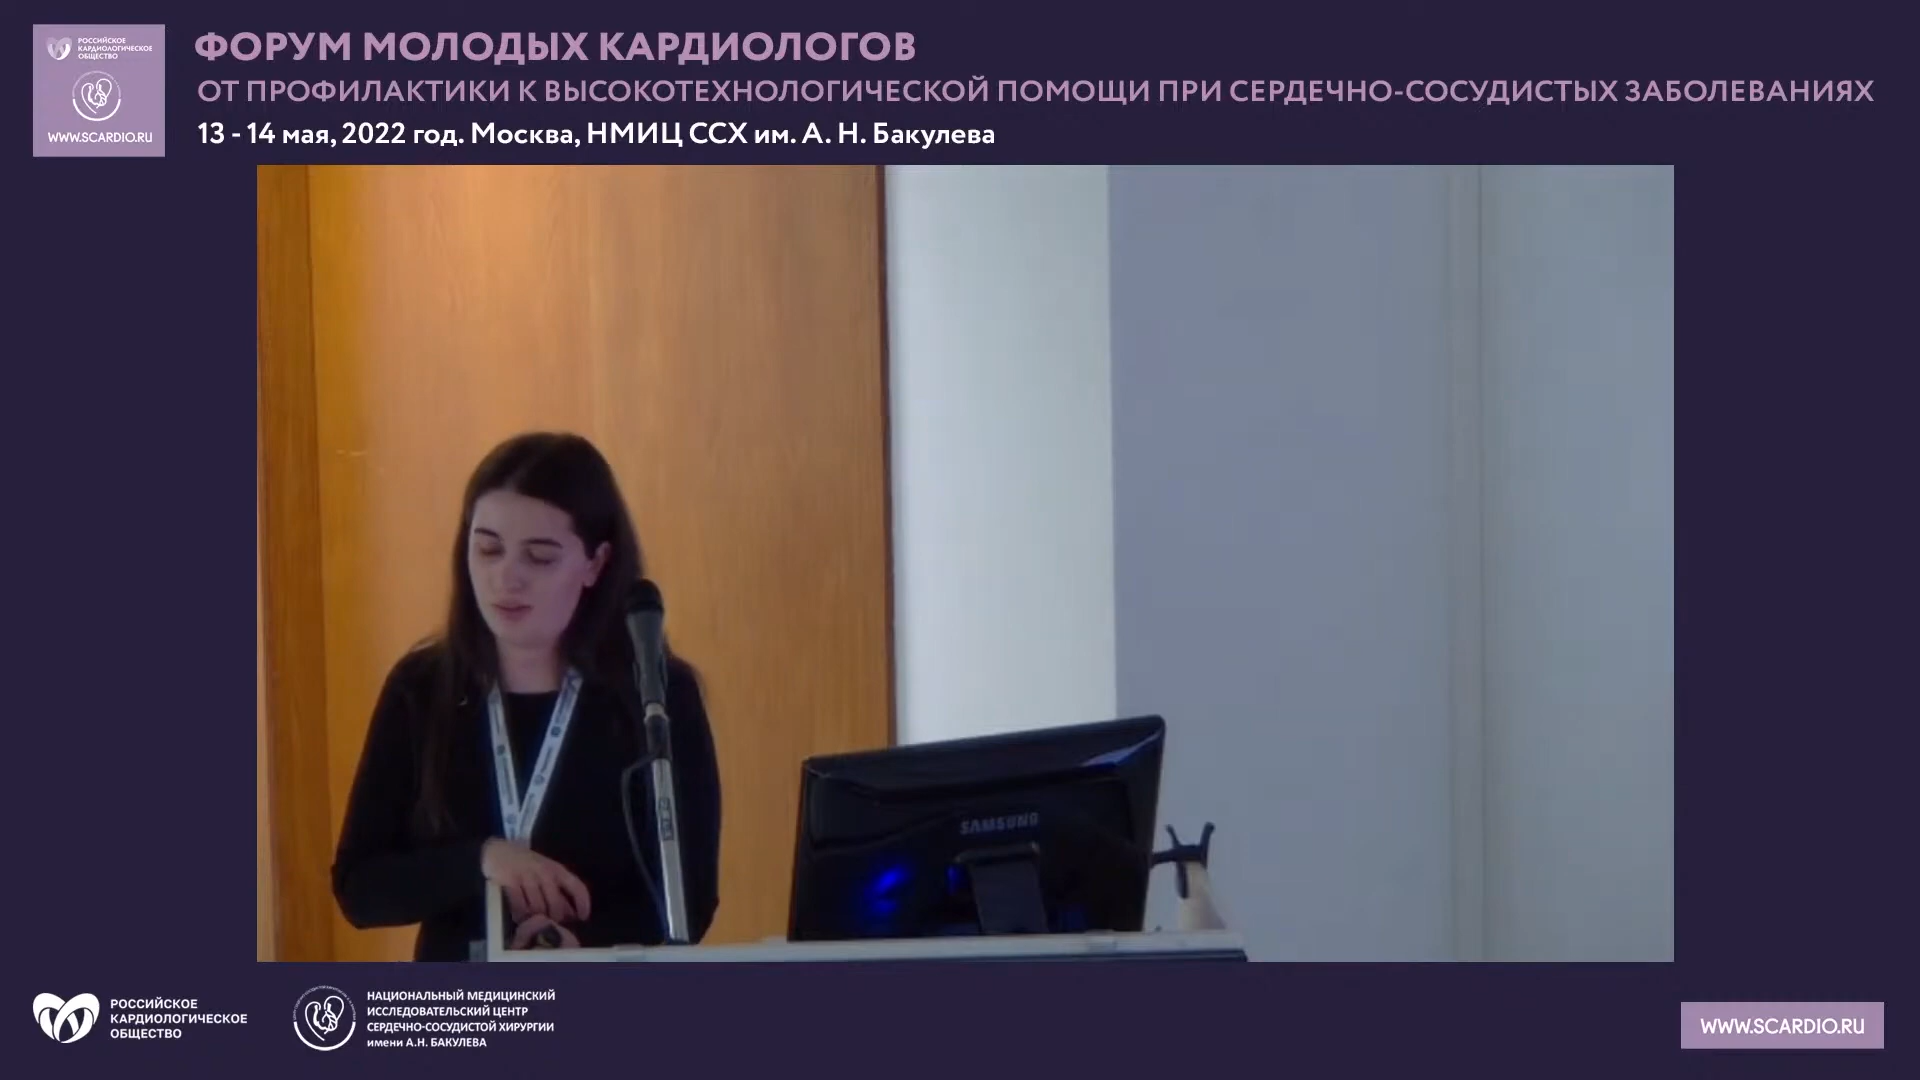 РОССИЙСКОЕ
КАРДИОЛОГИЧЕСКОЕ
ОБЩЕСТВО
WWW.SCARDIO.RU
ФОРУМ МОЛОДЫХ КАРДИОЛОГОВ
ОТ ПРОФИЛАКТИКИ К ВЫСОКОТЕХНОЛОГИЧЕСКОЙ ПОМОЩИ ПРИ СЕРДЕЧНО-СОСУДИСТЫХ ЗАБОЛЕВАНИЯХ
13 - 14 мая, 2022 год. Москва, НМИЦ ССХ им. А. Н. Бакулева
SAMSUNG
РОССИЙСКОЕ
КАРДИОЛОГИЧЕСКОЕ
ОБЩЕСТВО
НАЦИОНАЛЬНЫЙ МЕДИЦИНСКИЙ
ИССЛЕДОВАТЕЛЬСКИЙ ЦЕНТР
СЕРДЕЧНО-СОСУДИСТОЙ ХИРУРГИИ
имени А.Н. БАКУЛЕВА
WWW.SCARDIO.RU